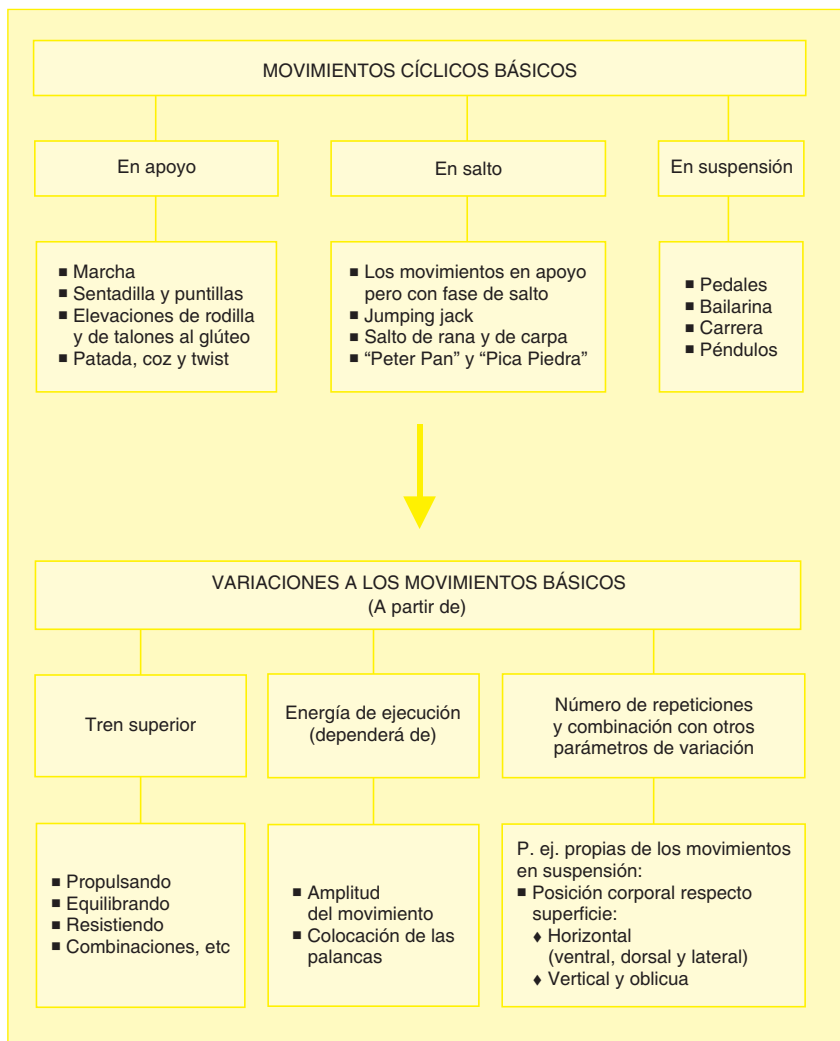 MOVIMIENTOS CÍCLICOS BÁSICOS
En apoyo
En salto
En suspensión
■ Marcha
■ Sentadilla y puntillas
■ Elevaciones de rodilla
y de talones al glúteo
■ Patada, coz y twist
■ Los movimientos en apoyo
pero con fase de salto
■ Jumping jack
■ Salto de rana y de carpa
■ “Peter Pan” y “Pica Piedra”
■ Pedales
■ Bailarina
■ Carrera
■ Péndulos
VARIACIONES A LOS MOVIMIENTOS BÁSICOS
(A partir de)
Tren superior
Energía de ejecución
(dependerá de)
Número de repeticiones
y combinación con otros
parámetros de variación
■ Propulsando
■ Equilibrando
■ Resistiendo
■ Combinaciones, etc
■ Amplitud
del movimiento
■ Colocación de las
palancas
P. ej. propias de los movimientos
en suspensión:
■ Posición corporal respecto
superficie:
♦ Horizontal
(ventral, dorsal y lateral)
♦ Vertical y oblicua